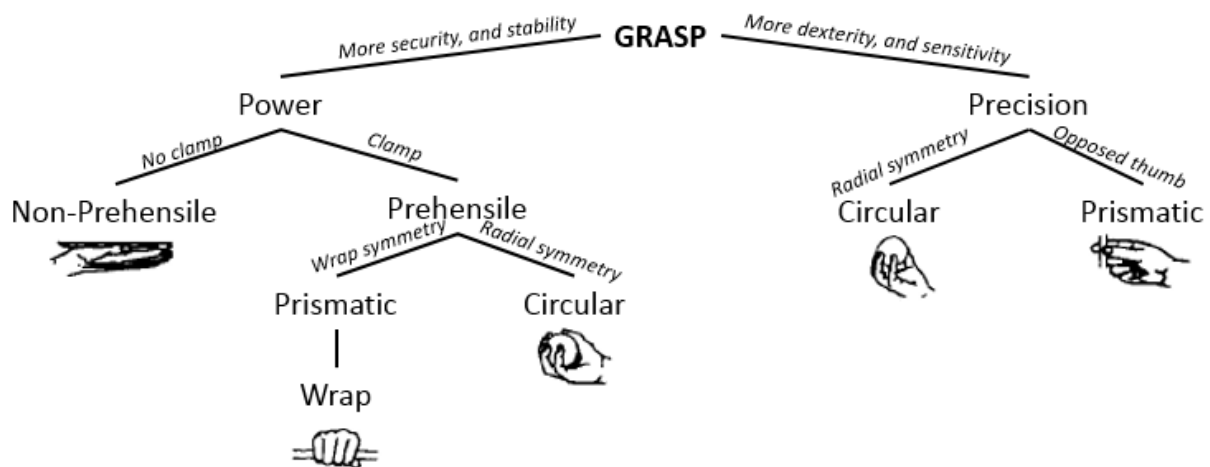 GRASP
More security, and stability
More dexterity, and sensitivity
Power
Precision
No clamp
Clamp
Radial symmetry
Opposed thumb
Non-Prehensile
Prehensile
Circular
Prismatic
Wrap symmetry
Radial symmetry
Prismatic
Circular
Wrap